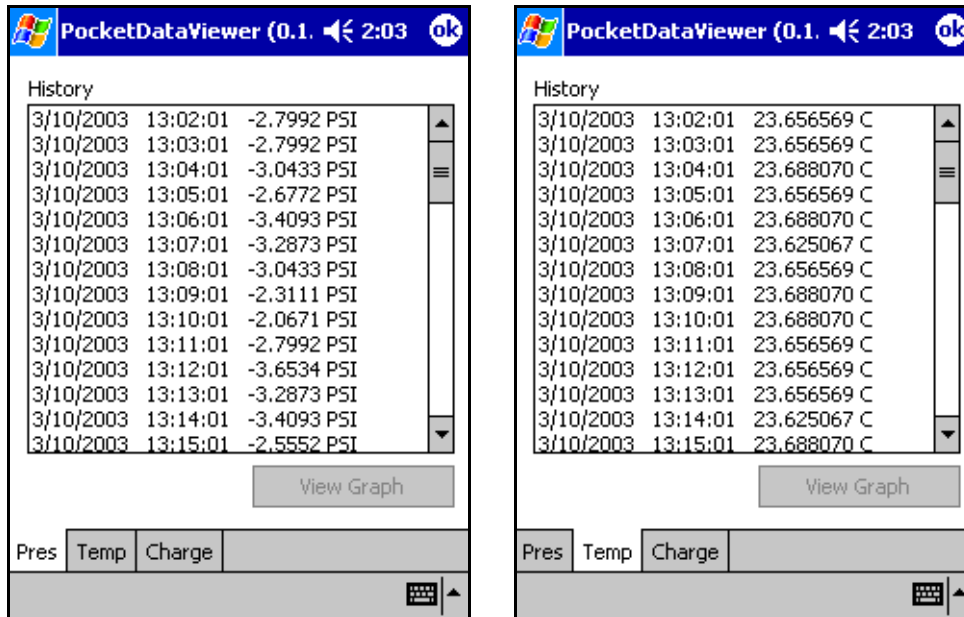 PocketDataViewer (0.1. 2:03 ok
History
3/10/2003 13:02:01 -2.7992 PSI
3/10/2003 13:03:01 -2.7992 PSI
3/10/2003 13:04:01 -3.0433 PSI
3/10/2003 13:05:01 -2.6772 PSI
3/10/2003 13:06:01 -3.4093 PSI
3/10/2003 13:07:01 -3.2873 PSI
3/10/2003 13:08:01 -3.0433 PSI
3/10/2003 13:09:01 -2.3111 PSI
3/10/2003 13:10:01 -2.0671 PSI
3/10/2003 13:11:01 -2.7992 PSI
3/10/2003 13:12:01 -3.6534 PSI
3/10/2003 13:13:01 -3.2873 PSI
3/10/2003 13:14:01 -3.4093 PSI
3/10/2003 13:15:01 -2.5552 PSI
View Graph
Pres Temp Charge
PocketDataViewer (0.1. 2:03 ok
History
3/10/2003 13:02:01 23.656569 C
3/10/2003 13:03:01 23.656569 C
3/10/2003 13:04:01 23.688070 C
3/10/2003 13:05:01 23.656569 C
3/10/2003 13:06:01 23.688070 C
3/10/2003 13:07:01 23.625067 C
3/10/2003 13:08:01 23.656569 C
3/10/2003 13:09:01 23.688070 C
3/10/2003 13:10:01 23.688070 C
3/10/2003 13:11:01 23.656569 C
3/10/2003 13:12:01 23.656569 C
3/10/2003 13:13:01 23.656569 C
3/10/2003 13:14:01 23.625067 C
3/10/2003 13:15:01 23.688070 C
View Graph
Pres Temp Charge